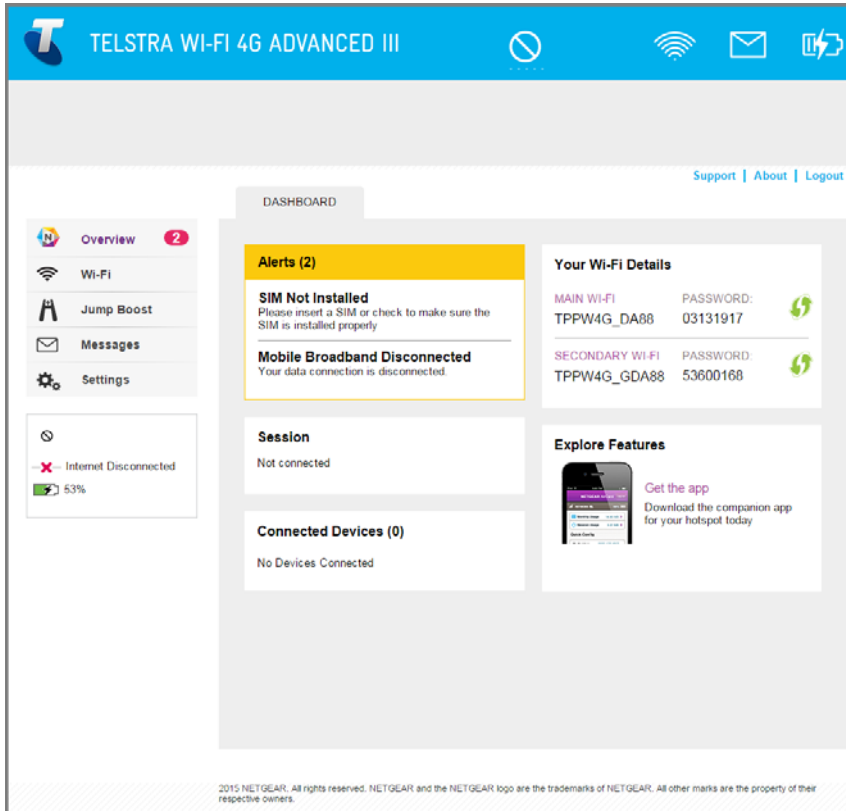 TELSTRA WI-FI 4G ADVANCED III
Support | About | Logout
DASHBOARD
Overview 2
Wi-Fi
Jump Boost
Messages
Settings
Internet Disconnected
53%
Alerts (2)
SIM Not Installed
Please insert a SIM or check to make sure the
SIM is installed properly
Mobile Broadband Disconnected
Your data connection is disconnected
Session
Not connected
Connected Devices (0)
No Devices Connected
Your Wi-Fi Details
MAIN WI-FI PASSWORD:
TPPW4G_DA88 03131917
SECONDARY WI-FI PASSWORD:
TPPW4G_GDA88 53600168
Explore Features
Get the app
Download the companion app
for your hotspot today
2015 NETGEAR. All rights reserved. NETGEAR and the NETGEAR logo are the trademarks of NETGEAR. All other marks are the property of their
respective owners.